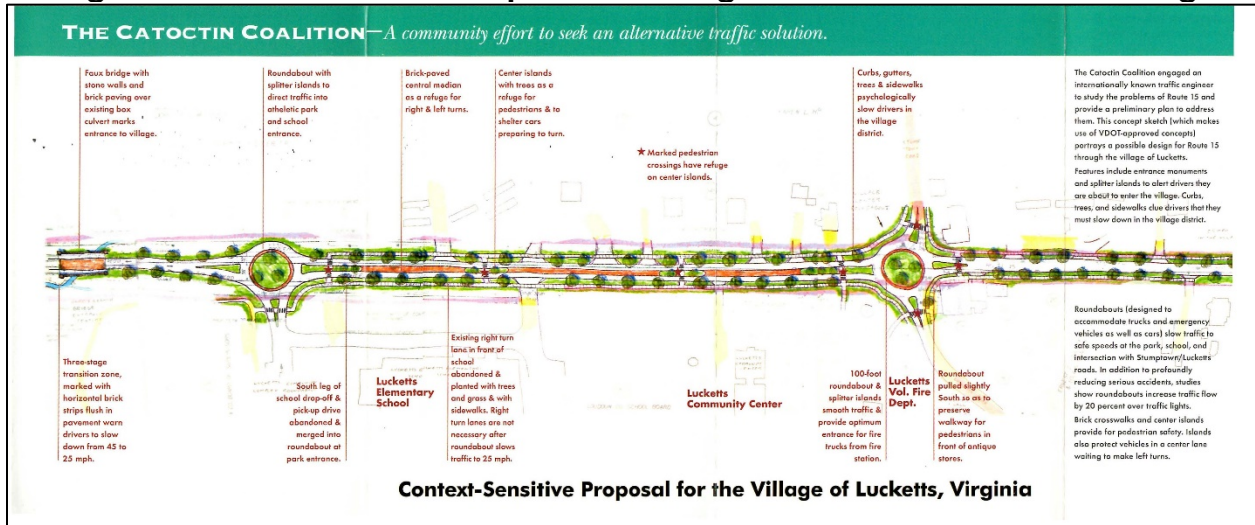 THE CATOCTIN COALITION—A community effort to seek an alternative traffic solution.
Faux bridge with
stone walls and
brick paving over
existing box
culvert marks
entrance to village.
Roundabout with
splitter islands to
direct traffic into
atheletic park
and school
entrance.
Brick-paved
central median
as a refuge for
right & left turns.
Center islands
with trees as a
refuge for
pedestrians & to
shelter cars
preparing to turn.
★ Marked pedestrian
crossings have refuge
on center islands.
Curbs, gutters,
trees & sidewalks
psychologically
slow drivers in
the village
district.
The Catoctin Coalition engaged an
internationally known traffic engineer
to study the problems of Route 15 and
provide a preliminary plan to address
them. This concept sketch (which makes
use of VDOT-approved concepts)
portrays a possible design for Route 15
through the village of Lucketts.
Features include entrance monuments
and splitter islands to alert drivers they
are about to enter the village. Curbs,
trees, and sidewalks clue drivers that they
must slow down in the village district.
Three-stage
transition zone,
marked with
horizontal brick
strips flush in
pavement warn
drivers to slow
down from 45 to
25 mph.
South leg of
school drop-off &
pick-up drive
abandoned &
merged into
roundabout at
park entrance.
Lucketts
Elementary
School
Existing right turn
lane in front of
school
abandoned &
planted with trees
and grass & with
sidewalks. Right
turn lanes are not
necessary after
roundabout slows
traffic to 25 mph.
Lucketts
Community Center
100-foot
roundabout &
splitter islands
smooth traffic &
provide optimum
entrance for fire
trucks from fire
station.
Lucketts
Vol. Fire
Dept.
Roundabout
pulled slightly
South so as to
preserve
walkway for
pedestrians in
front of antique
stores.
Roundabouts (designed to
accommodate trucks and emergency
vehicles as well as cars) slow traffic to
safe speeds at the park, school, and
intersection with Stumptown/Lucketts
roads. In addition to profoundly
reducing serious accidents, studies
show roundabouts increase traffic flow
by 20 percent over traffic lights.
Brick crosswalks and center islands
provide for pedestrian safety. Islands
also protect vehicles in a center lane
waiting to make left turns.
Context-Sensitive Proposal for the Village of Lucketts, Virginia